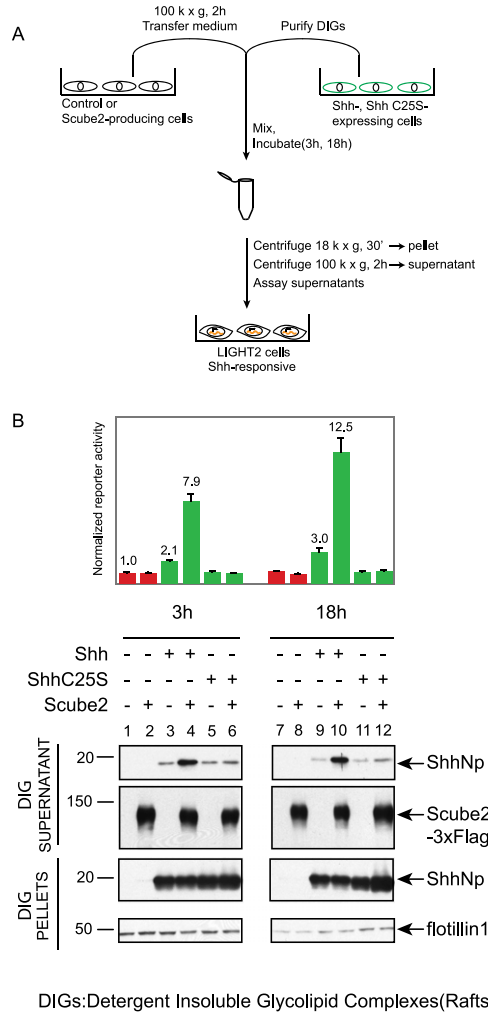 A
100 k x g, 2h
Transfer medium
Purify DIGs
Control or
Scube2-producing cells
Shh-, Shh C25S-
expressing cells
Mix,
Incubate(3h, 18h)
Centrifuge 18 k x g, 30' → pellet
Centrifuge 100 k x g, 2h → supernatant
Assay supernatants
LIGHT2 cells
Shh-responsive
B
Normalized reporter activity
1.0
2.1
7.9
3.0
12.5
3h 18h
Shh - - + + - - - - + + - -
ShhC25S - - - - + + - - - - + +
Scube2 - + - + - + - + - + - +
1 2 3 4 5 6 7 8 9 10 11 12
DIG
SUPERNATANT
20
ShhNp
150
Scube2
-3xFlag
DIG
PELLETS
20
ShhNp
50
flotillin1
DIGs:Detergent Insoluble Glycolipid Complexes(Rafts